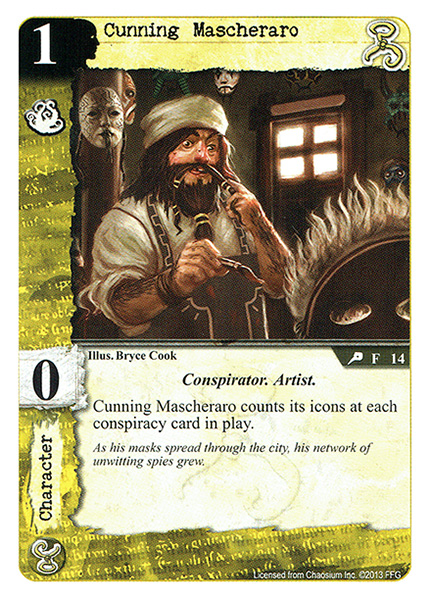 1
Cunning Mascheraro
Illus. Bryce Cook
F 14
0
Conspirator. Artist.
Cunning Mascheraro counts its icons at each
conspiracy card in play.
As his masks spread through the city, his network of
unwitting spies grew.
Character
Licensed from Chaosium Inc. ©2013 FFG